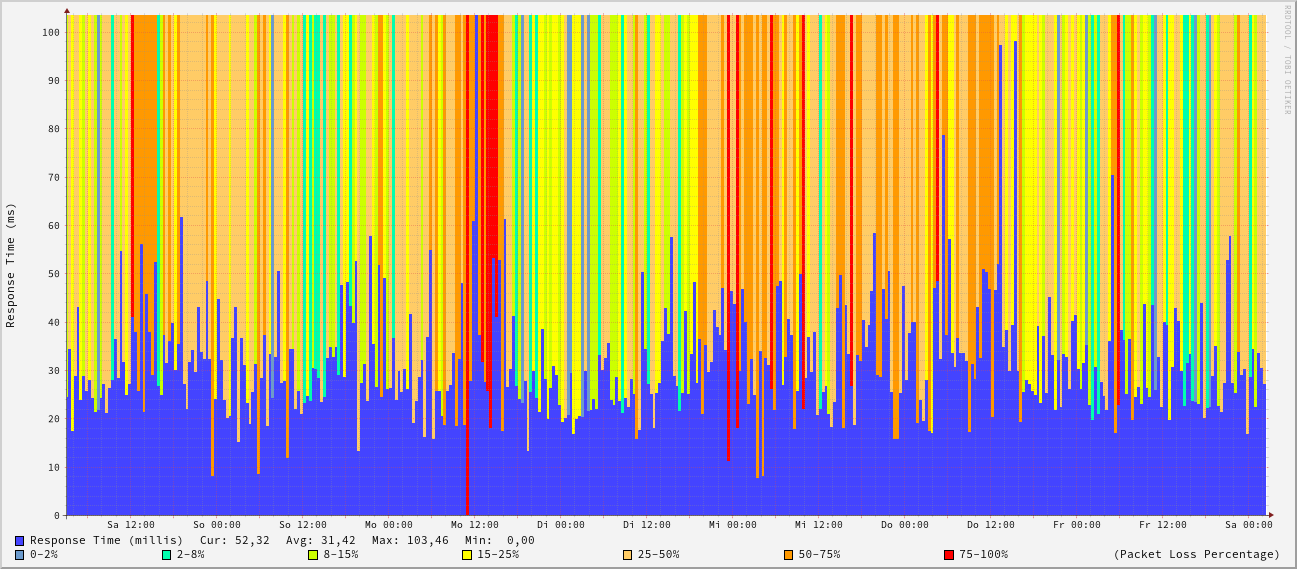 RRDTOOL / TOBI OETIKER
Response Time (ms)
100
90
80
70
60
50
40
30
20
10
0
Sa 12:00 So 00:00 So 12:00 Mo 00:00 Mo 12:00 Di 00:00 Di 12:00 Mi 00:00 Mi 12:00 Do 00:00 Do 12:00 Fr 00:00 Fr 12:00 Sa 00:00
Response Time (millis) Cur: 52,32 Avg: 31,42 Max: 103,46 Min: 0,00
0-2% 2-8% 8-15% 15-25% 25-50% 50-75% 75-100% (Packet Loss Percentage)